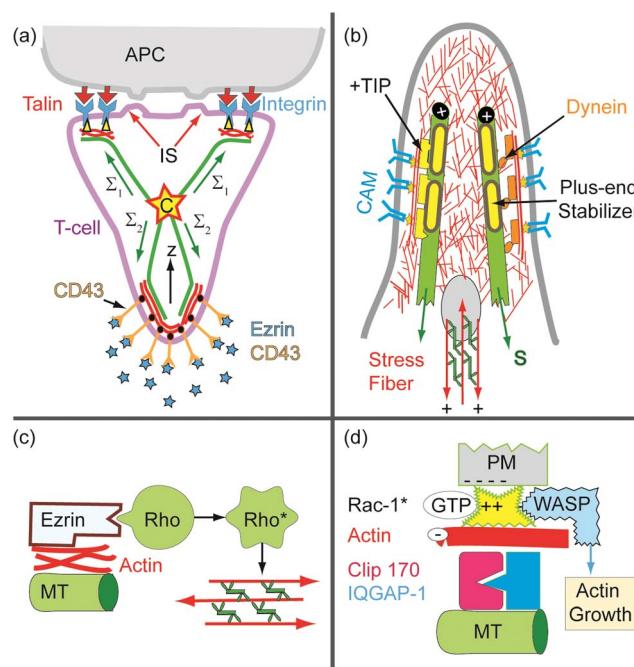 (a)
APC
Talin
Integrin
IS
Σ1
Σ1
C
T-cell
Σ2
Σ2
z
CD43
Ezrin
CD43
(b)
+TIP
Dynein
CAM
Plus-end
Stabilize
Stress
Fiber
S
+ +
(c)
Ezrin
Rho
Rho*
Actin
MT
(d)
PM
- - - -
Rac-1*
GTP
++
WASP
Actin
-
Clip 170
IQGAP-1
MT
Actin
Growth